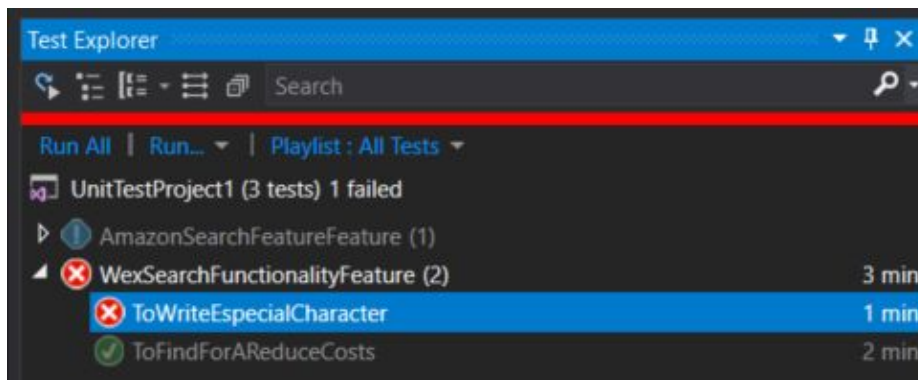 Test Explorer
Search
Run All | Run... | Playlist : All Tests
UnitTestProject1 (3 tests) 1 failed
AmazonSearchFeatureFeature (1)
WexSearchFunctionalityFeature (2) 3 min
ToWriteEspecialCharacter 1 min
ToFindForAReduceCosts 2 min